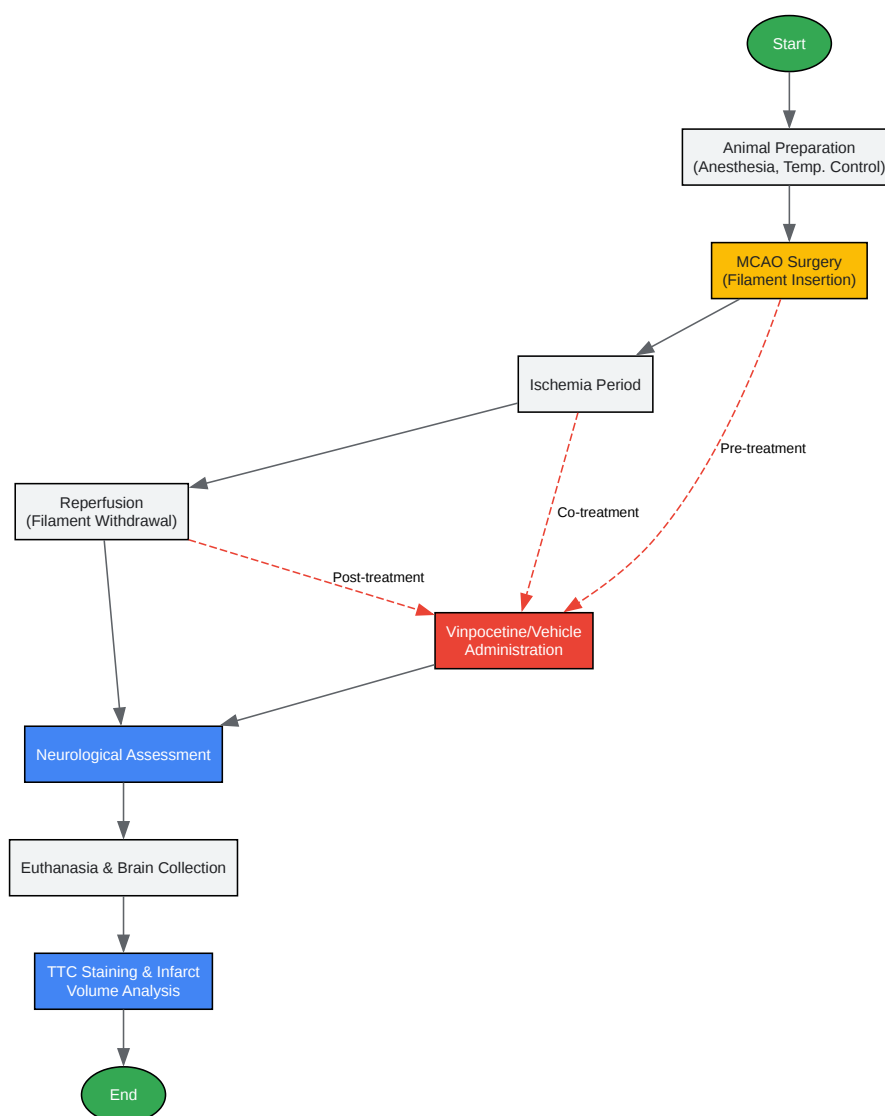 Start
Animal Preparation
(Anesthesia, Temp. Control)
MCAO Surgery
(Filament Insertion)
Ischemia Period
Pre-treatment
Reperfusion
(Filament Withdrawal)
Co-treatment
Post-treatment
Vinpocetine/Vehicle
Administration
Neurological Assessment
Euthanasia & Brain Collection
TTC Staining & Infarct
Volume Analysis
End